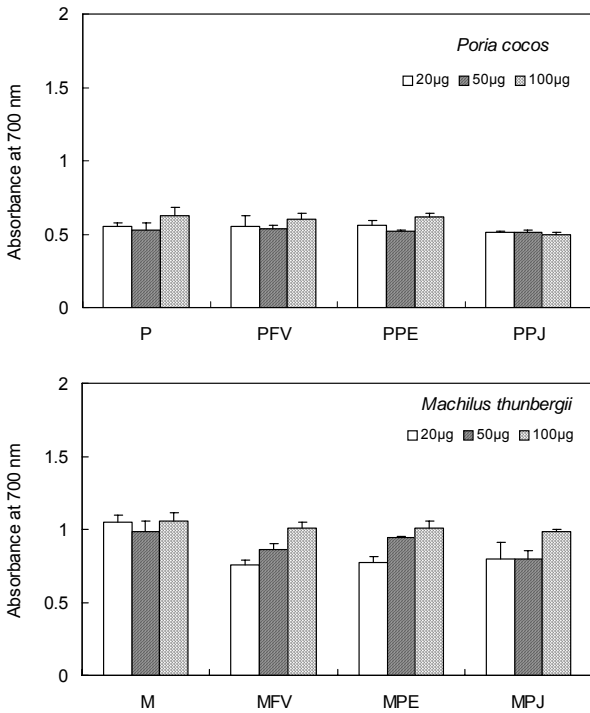 2
Poria cocos
20μg 50μg 100μg
1.5
Absorbance at 700 nm
1
0.5
0
P PFV PPE PPJ
2
Machilus thunbergii
20μg 50μg 100μg
1.5
Absorbance at 700 nm
1
0.5
0
M MFV MPE MPJ